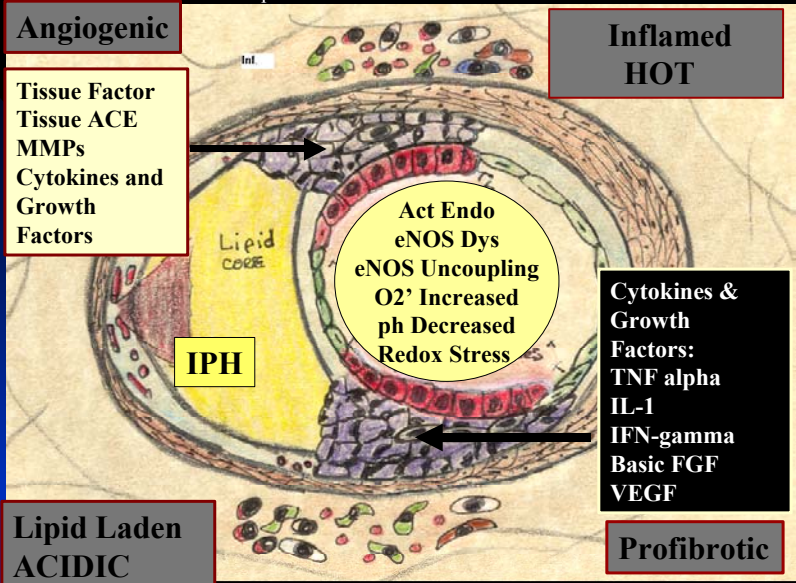 Angiogenic
Inf.
Inflamed
HOT
Tissue Factor
Tissue ACE
MMPs
Cytokines and
Growth
Factors
Lipid
CORE
Act Endo
eNOS Dys
eNOS Uncoupling
O2’ Increased
ph Decreased
Redox Stress
IPH
Cytokines &
Growth
Factors:
TNF alpha
IL-1
IFN-gamma
Basic FGF
VEGF
Lipid Laden
ACIDIC
Profibrotic